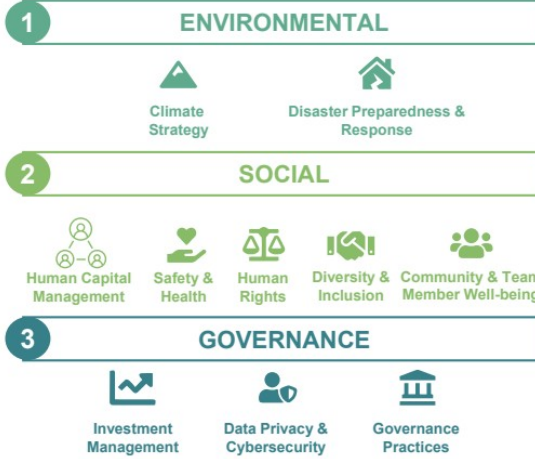 1 ENVIRONMENTAL
Climate
Strategy
Disaster Preparedness &
Response
2 SOCIAL
Human Capital
Management
Safety &
Health
Human
Rights
Diversity &
Inclusion
Community & Team
Member Well-being
3 GOVERNANCE
Investment
Management
Data Privacy &
Cybersecurity
Governance
Practices